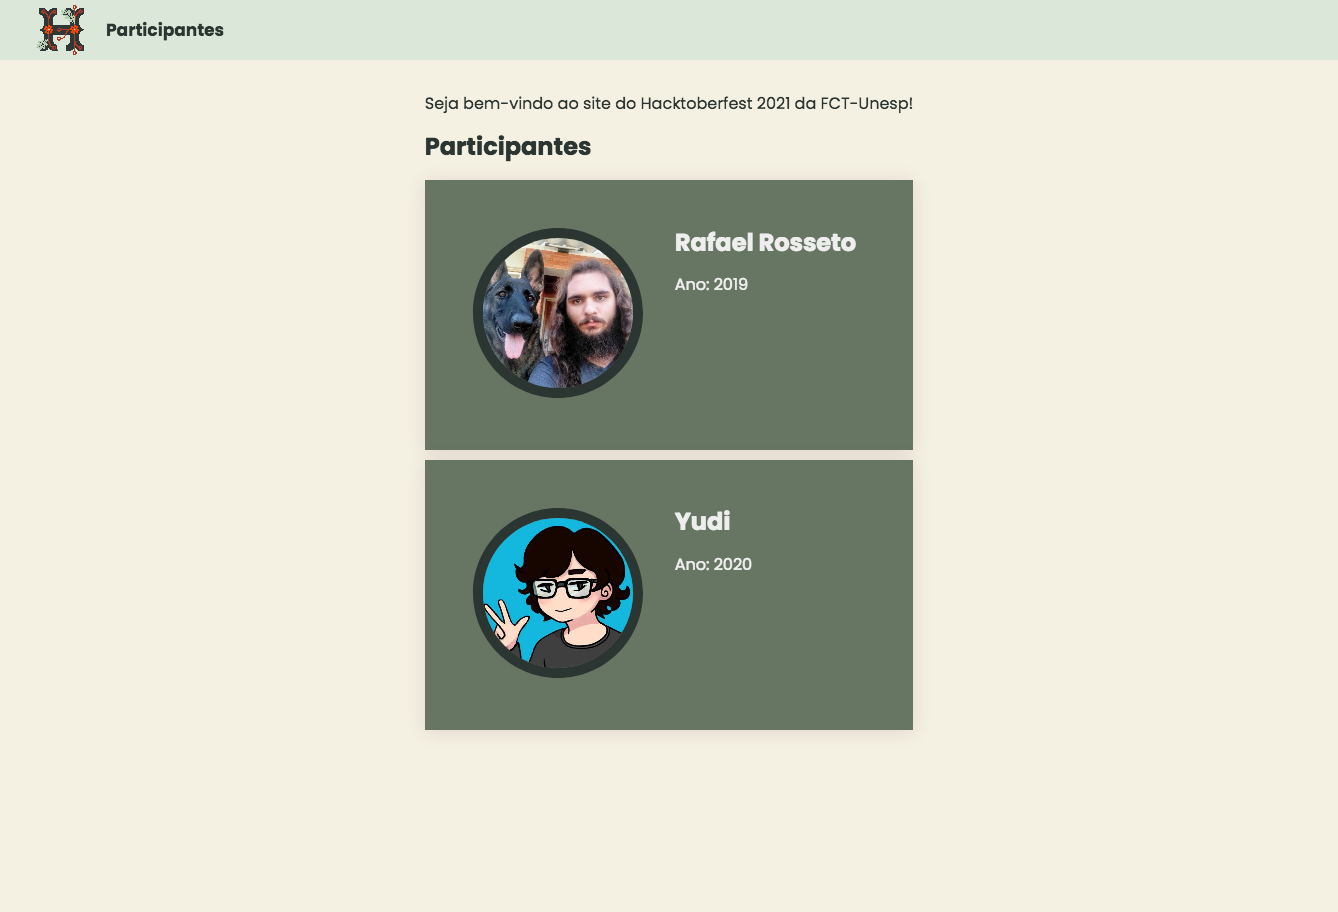 Participantes
Seja bem-vindo ao site do Hacktoberfest 2021 da FCT-Unesp!
Participantes
Rafael Rosseto
Ano: 2019
Yudi
Ano: 2020